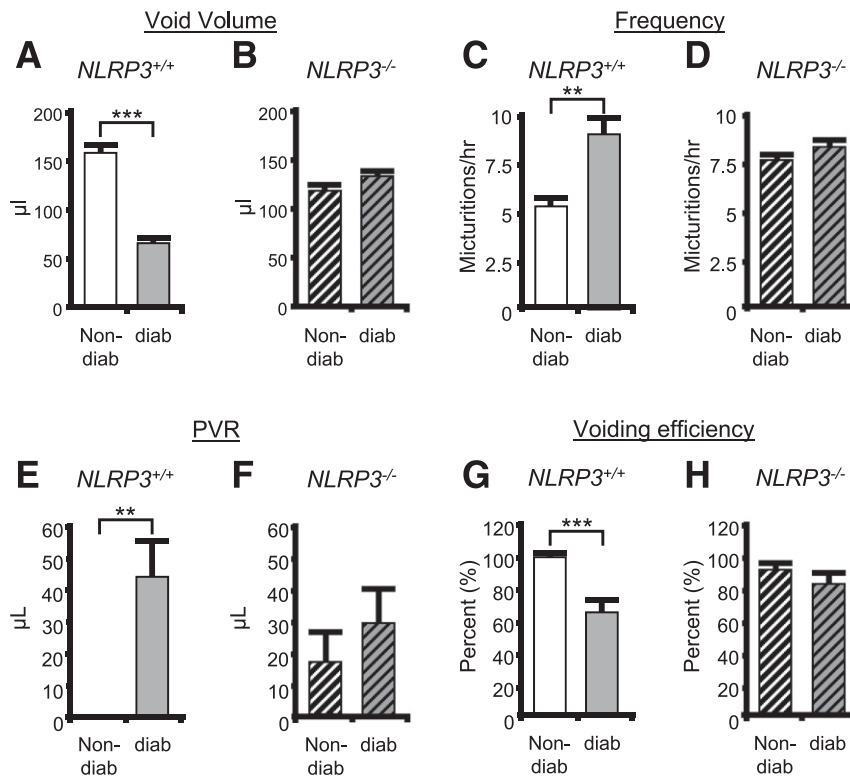 Void Volume
Frequency
A
NLRP3+/+
B
NLRP3-/-
C
NLRP3+/+
D
NLRP3-/-
200
150
100
50
0
µl
***
Non-
diab
diab
200
150
100
50
0
µl
Non-
diab
diab
10
7.5
5
2.5
0
Micturitions/hr
**
Non-
diab
diab
10
7.5
5
2.5
0
Micturitions/hr
Non-
diab
diab
PVR
Voiding efficiency
E
NLRP3+/+
F
NLRP3-/-
G
NLRP3+/+
H
NLRP3-/-
60
50
40
30
20
10
0
µL
**
Non-
diab
diab
60
50
40
30
20
10
0
µL
Non-
diab
diab
120
100
80
60
40
20
0
Percent (%)
***
Non-
diab
diab
120
100
80
60
40
20
0
Percent (%)
Non-
diab
diab